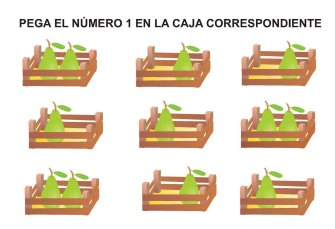 PEGA EL NÚMERO 1 EN LA CAJA CORRESPONDIENTE